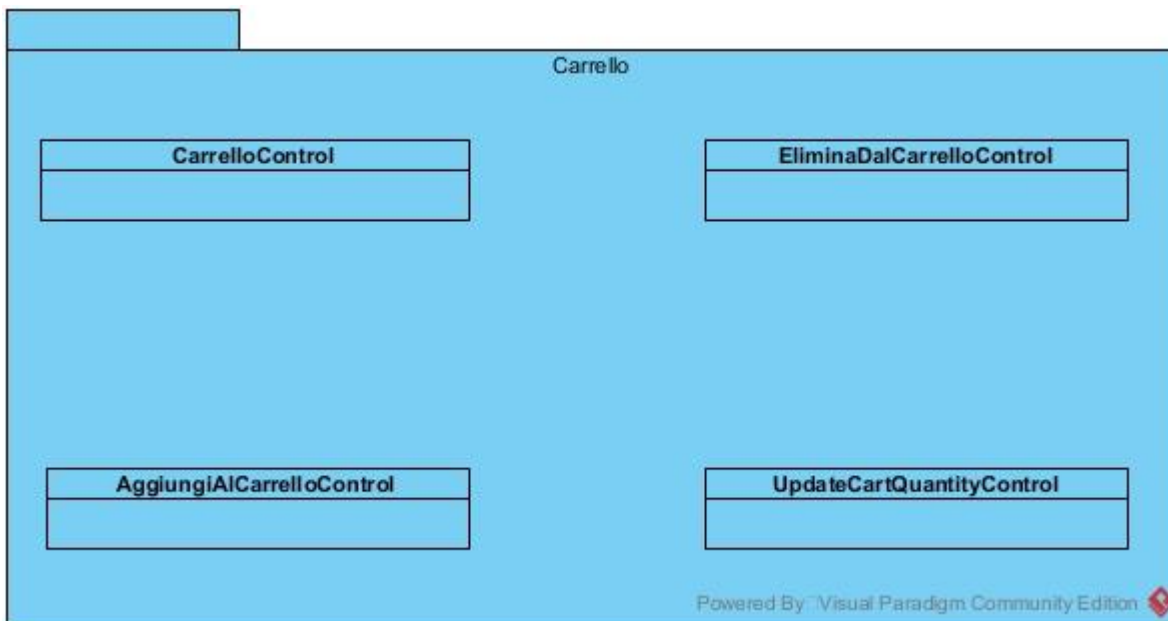 Carrello
CarrelloControl
EliminaDalCarrelloControl
AggiungiAlCarrelloControl
UpdateCartQuantityControl
Powered By Visual Paradigm Community Edition